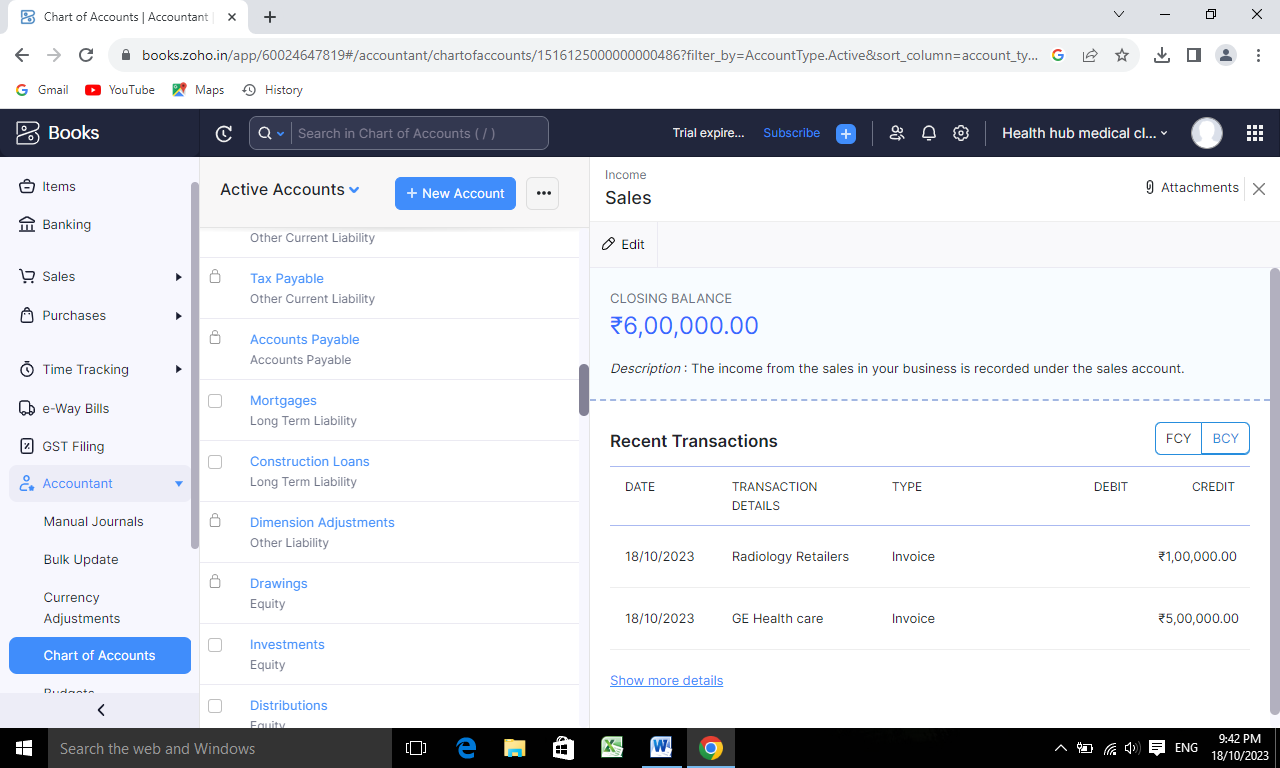 Chart of Accounts | Accountant |
books.zoho.in/app/60024647819#/accountant/chartofaccounts/1516125000000000486?filter_by=AccountType.Active&sort_column=account_ty...
Gmail
YouTube
Maps
History
Books
Search in Chart of Accounts ( / )
Trial expire...
Subscribe
Health hub medical cl...
Items
Banking
Sales
Purchases
Time Tracking
e-Way Bills
GST Filing
Accountant
Manual Journals
Bulk Update
Currency
Adjustments
Chart of Accounts
Budgets
Active Accounts
+ New Account
Other Current Liability
Tax Payable
Other Current Liability
Accounts Payable
Accounts Payable
Mortgages
Long Term Liability
Construction Loans
Long Term Liability
Dimension Adjustments
Other Liability
Drawings
Equity
Investments
Equity
Distributions
Equity
Income
Sales
Attachments
Edit
CLOSING BALANCE
₹6,00,000.00
Description : The income from the sales in your business is recorded under the sales account.
Recent Transactions
FCY BCY
DATE TRANSACTION DETAILS TYPE DEBIT CREDIT
18/10/2023 Radiology Retailers Invoice ₹1,00,000.00
18/10/2023 GE Health care Invoice ₹5,00,000.00
Show more details
Search the web and Windows
ENG
9:42 PM
18/10/2023